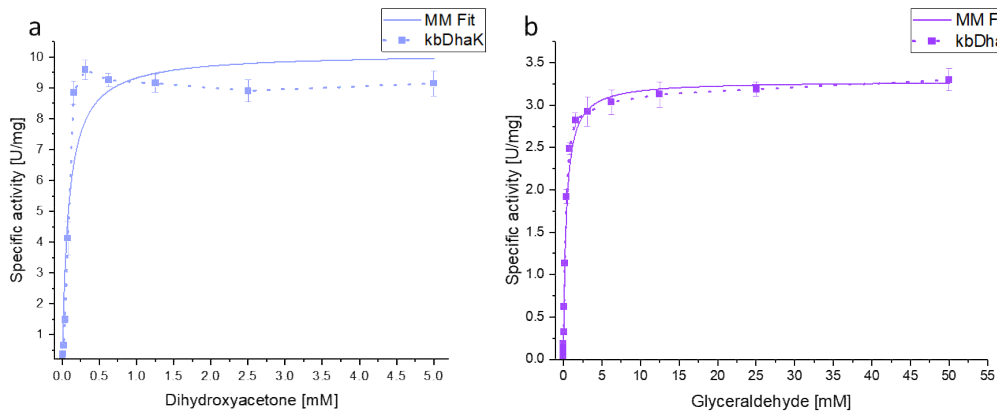 a
MM Fit
kbDhaK
10
9
8
7
6
5
4
3
2
1
Specific activity [U/mg]
0.0 0.5 1.0 1.5 2.0 2.5 3.0 3.5 4.0 4.5 5.0
Dihydroxyacetone [mM]
b
MM F
kbDha
3.5
3.0
2.5
2.0
1.5
1.0
0.5
0.0
Specific activity [U/mg]
0 5 10 15 20 25 30 35 40 45 50 55
Glyceraldehyde [mM]